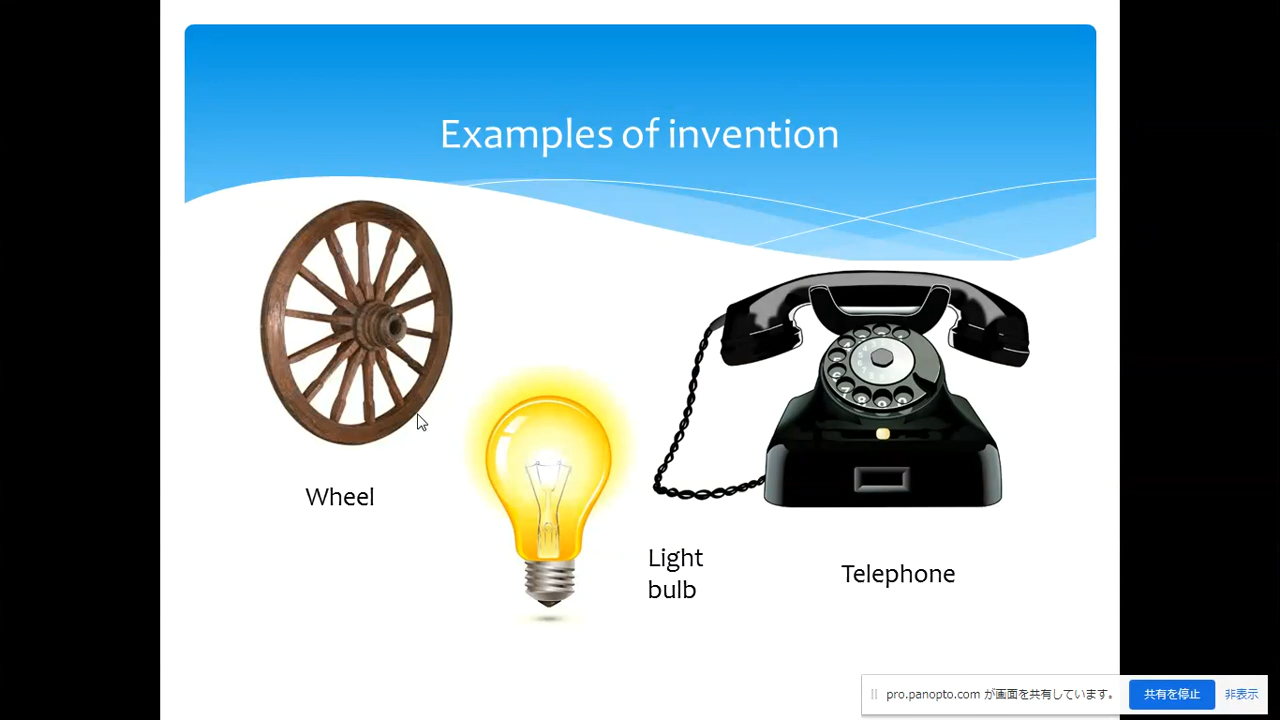 Examples of invention
Wheel
Light
bulb
Telephone
pro.panopto.com が画面を共有しています。
共有を停止
非表示